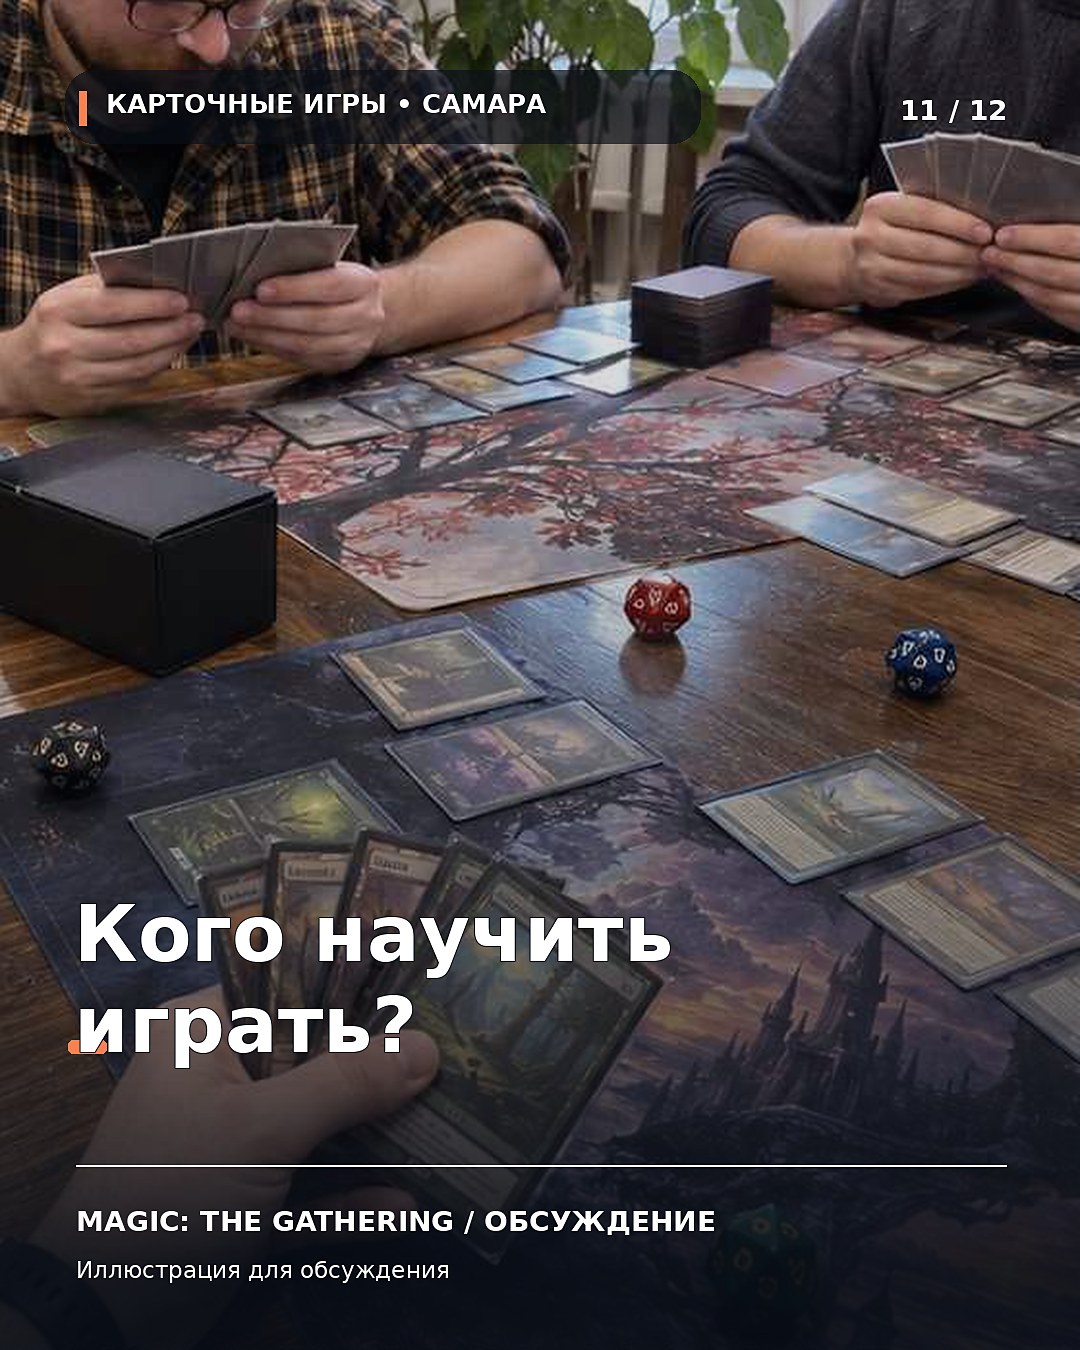 КАРТОЧНЫЕ ИГРЫ • САМАРА
11 / 12
Кого научить
играть?
MAGIC: THE GATHERING / ОБСУЖДЕНИЕ
Иллюстрация для обсуждения